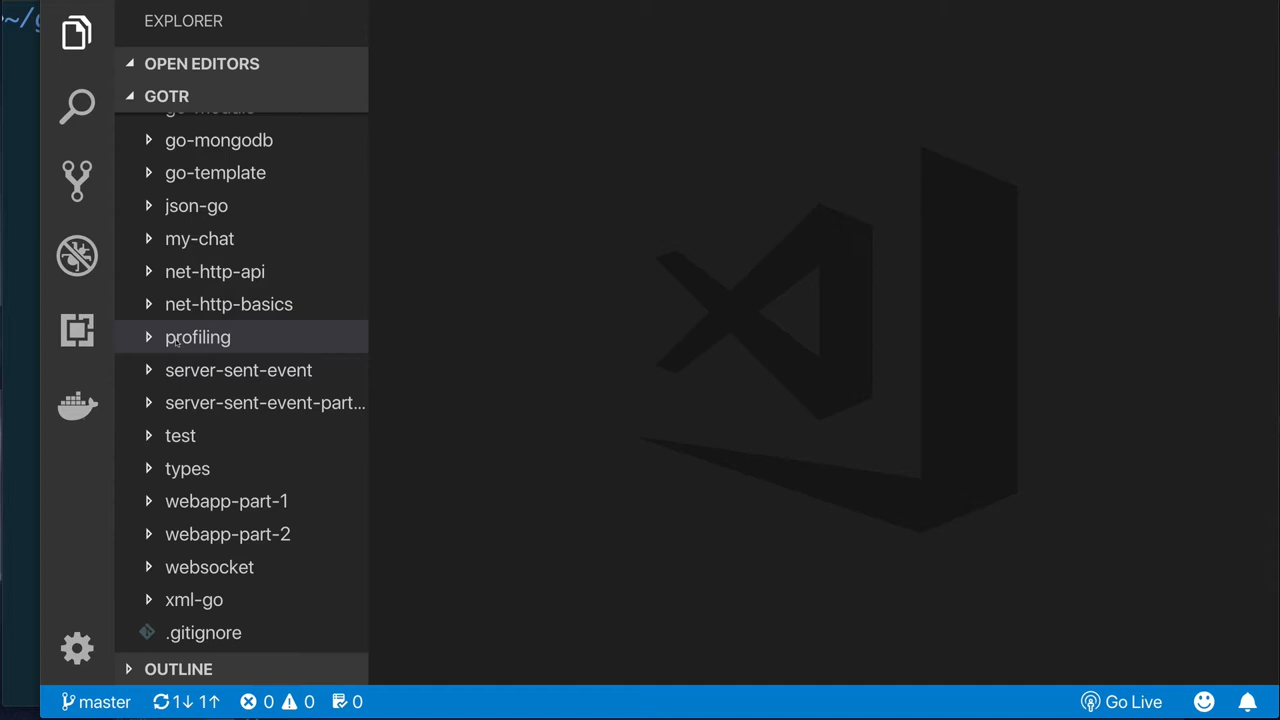 EXPLORER
OPEN EDITORS
GOTR
go-mongodb
go-template
json-go
my-chat
net-http-api
net-http-basics
profiling
server-sent-event
server-sent-event-part...
test
types
webapp-part-1
webapp-part-2
websocket
xml-go
.gitignore
OUTLINE
master 1↓ 1↑ 0 0 0 Go Live